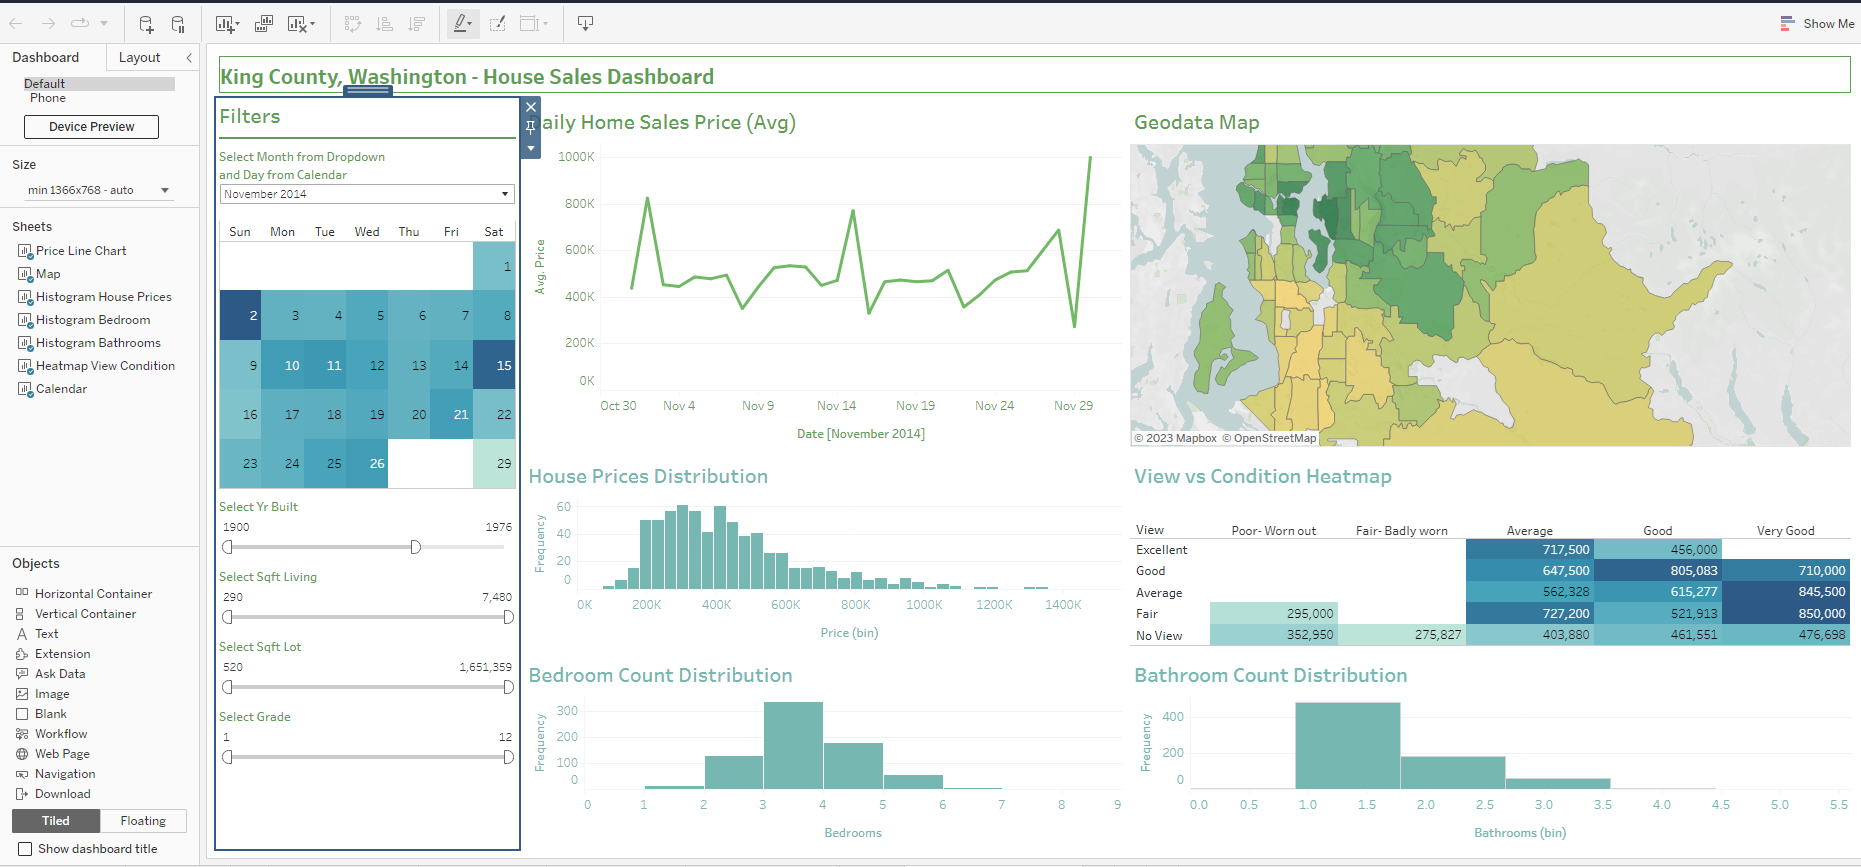 Show Me
Dashboard
Layout
Default
Phone
Device Preview
Size
min 1366x768 - auto
Sheets
Price Line Chart
Map
Histogram House Prices
Histogram Bedroom
Histogram Bathrooms
Heatmap View Condition
Calendar
Objects
Horizontal Container
Vertical Container
Text
Extension
Ask Data
Image
Blank
Workflow
Web Page
Navigation
Download
Tiled
Floating
Show dashboard title
King County, Washington - House Sales Dashboard
Filters
Select Month from Dropdown
and Day from Calendar
November 2014
Sun Mon Tue Wed Thu Fri Sat
1
2 3 4 5 6 7 8
9 10 11 12 13 14 15
16 17 18 19 20 21 22
23 24 25 26 29
Select Yr Built
1900 1976
Select Sqft Living
290 7,480
Select Sqft Lot
520 1,651,359
Select Grade
1 12
aily Home Sales Price (Avg)
Avg. Price
1000K
800K
600K
400K
200K
0K
Oct 30 Nov 4 Nov 9 Nov 14 Nov 19 Nov 24 Nov 29
Date [November 2014]
Geodata Map
© 2023 Mapbox © OpenStreetMap
House Prices Distribution
Frequency
60
40
20
0
0K 200K 400K 600K 800K 1000K 1200K 1400K
Price (bin)
View vs Condition Heatmap
View Poor- Worn out Fair- Badly worn Average Good Very Good
Excellent 717,500 456,000
Good 647,500 805,083 710,000
Average 562,328 615,277 845,500
Fair 295,000 727,200 521,913 850,000
No View 352,950 275,827 403,880 461,551 476,698
Bedroom Count Distribution
Frequency
300
200
100
0
0 1 2 3 4 5 6 7 8 9
Bedrooms
Bathroom Count Distribution
Frequency
400
200
0
0.0 0.5 1.0 1.5 2.0 2.5 3.0 3.5 4.0 4.5 5.0 5.5
Bathrooms (bin)